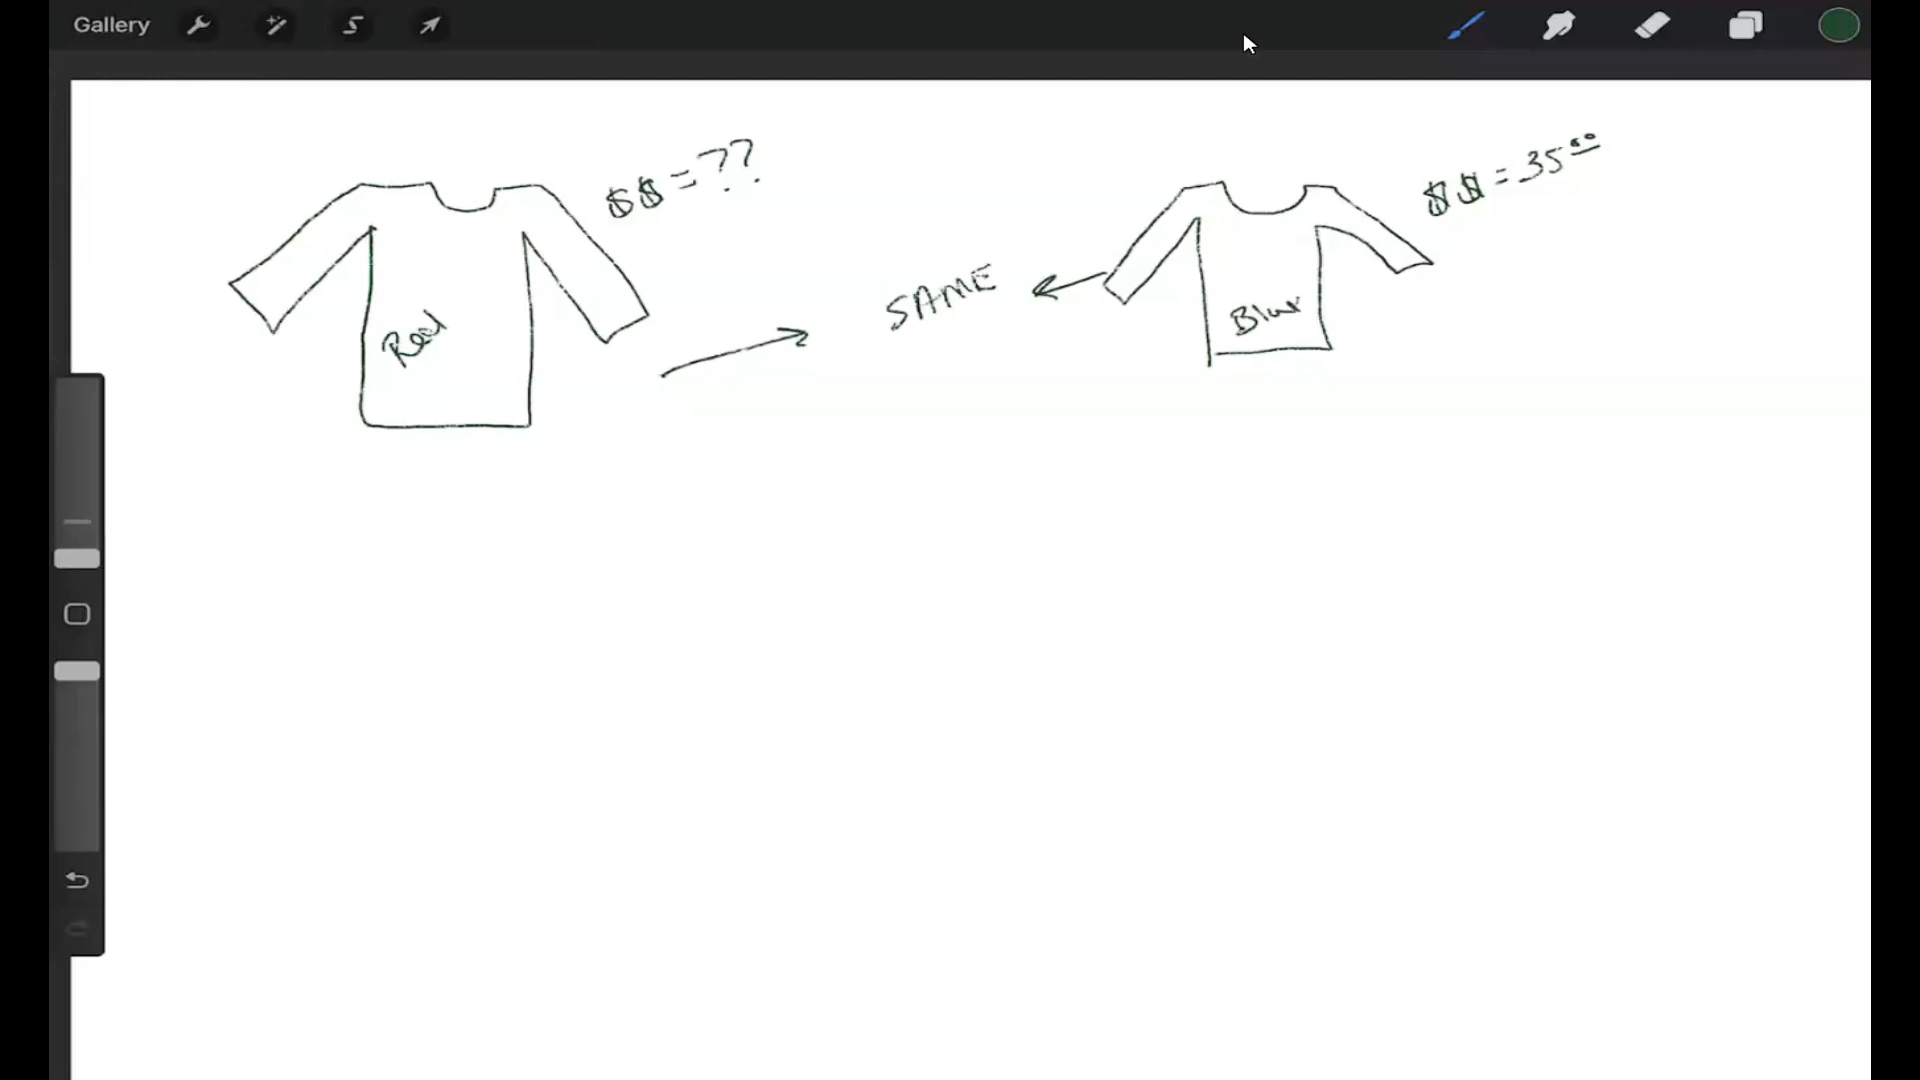 Gallery
$$ = ??
$$ = 35.00
SAME
Red
Blue